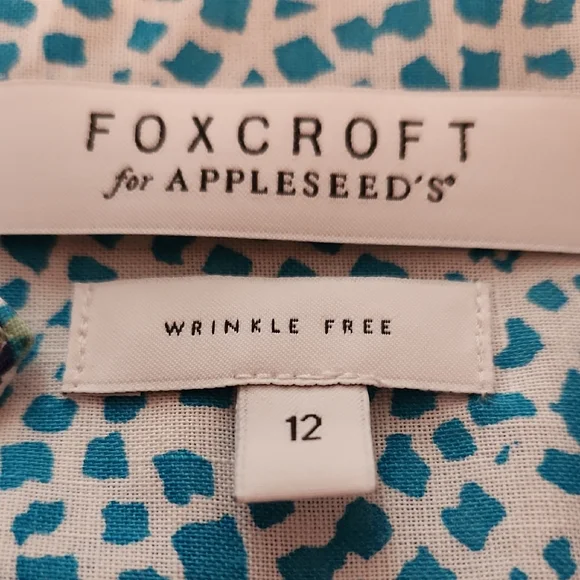 FOXCROFT
for APPLESEED'S®
WRINKLE FREE
12